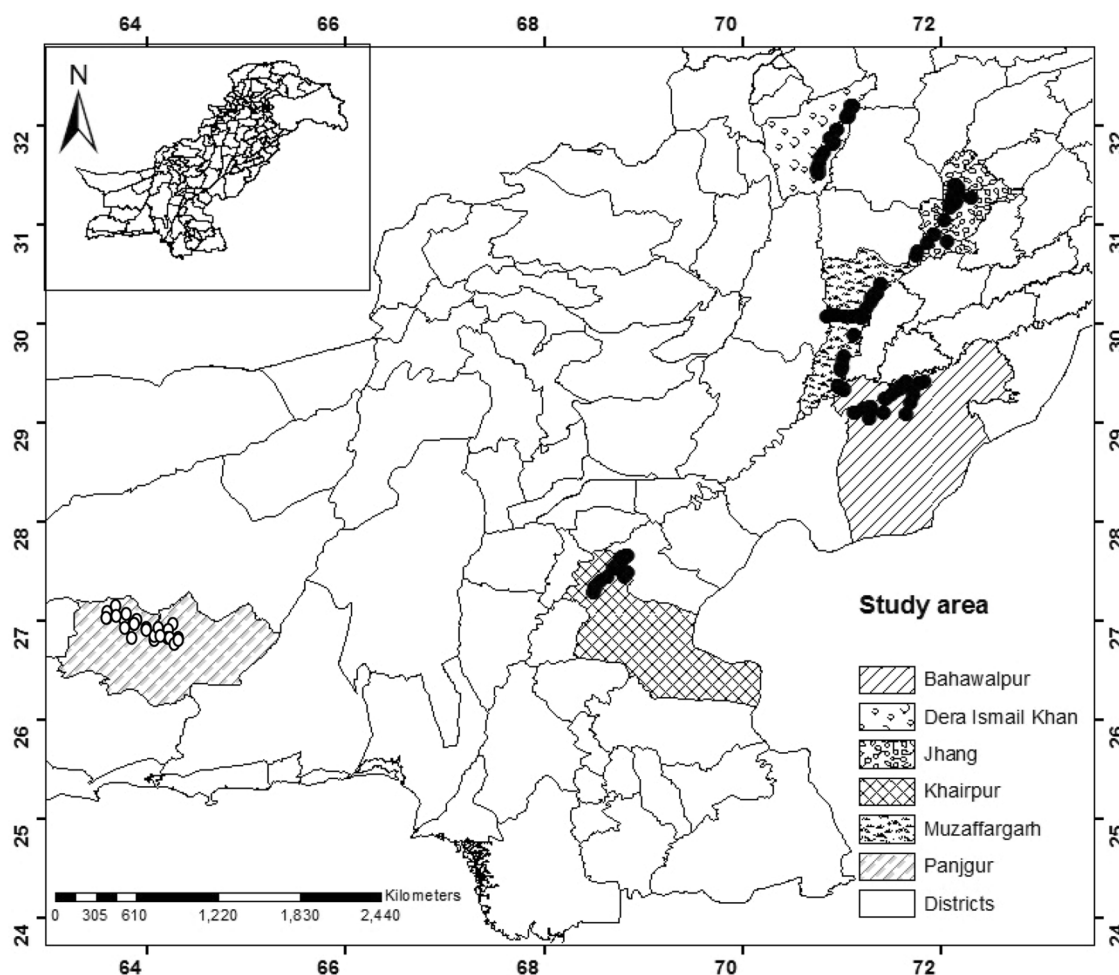 64 66 68 70 72
N
32 32
31 31
30 30
29 29
28 28
27 27
26 26
25 25
24 24
Study area
Bahawalpur
Dera Ismail Khan
Jhang
Khairpur
Muzaffargarh
Panjgur
Districts
Kilometers
0 305 610 1,220 1,830 2,440
64 66 68 70 72